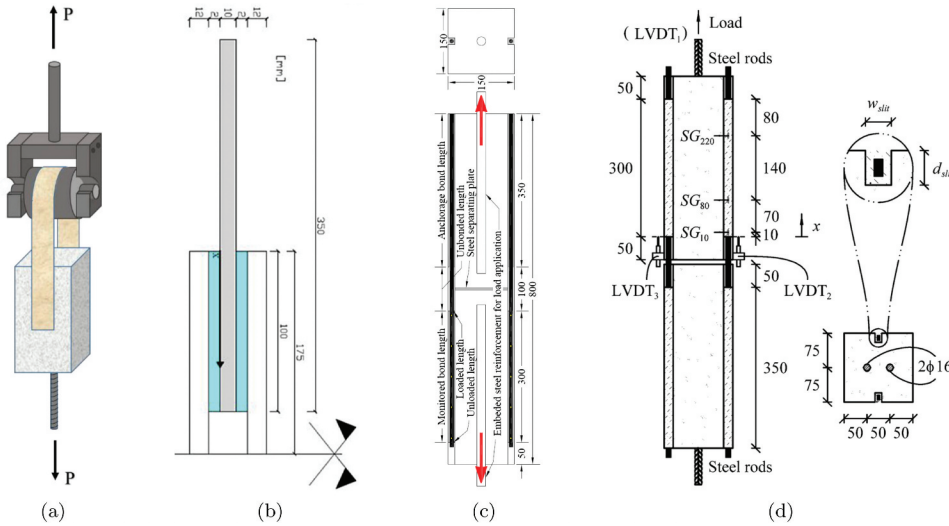 P
P
(a)
12
2
10
2
12
[mm]
350
100
175
x
(b)
150
150
Anchorage bond length
Unbonded length
Steel separating plate
Monitored bond length
Loaded length
Unloaded length
Embeded steel reinforcement for load application
350
100
800
300
50
(c)
Load
(LVDT1)
Steel rods
50
300
50
80
SG220
140
SG80
70
SG10
10
x
50
LVDT3
LVDT2
350
Steel rods
wslit
75
75
2ϕ16
50 50 50
(d)